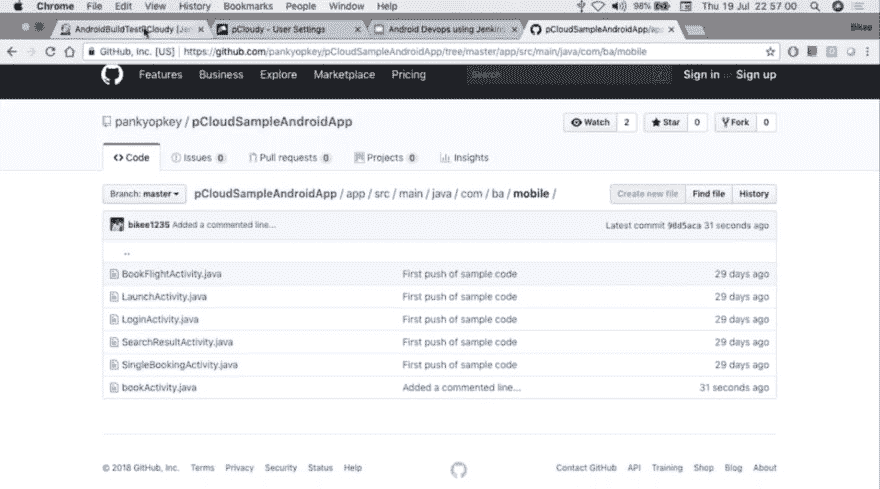 Chrome File Edit View History Bookmarks People Window Help 98% Thu 19 Jul 22 57 00
AndroidBuildTestPCloudy [Jen pCloudy - User Settings Android Devops using Jenkins pCloudSampleAndroidApp/app
GitHub, Inc. [US] https://github.com/pankyopkey/pCloudSampleAndroidApp/tree/master/app/src/main/java/com/ba/mobile
Bikee
Features Business Explore Marketplace Pricing Search Sign in or Sign up
pankyopkey / pCloudSampleAndroidApp Watch 2 Star 0 Fork 0
Code Issues 0 Pull requests 0 Projects 0 Insights
Branch: master pCloudSampleAndroidApp / app / src / main / java / com / ba / mobile / Create new file Find file History
bikee1235 Added a commented line... Latest commit 98d5aca 31 seconds ago
..
BookFlightActivity.java First push of sample code 29 days ago
LaunchActivity.java First push of sample code 29 days ago
LoginActivity.java First push of sample code 29 days ago
SearchResultActivity.java First push of sample code 29 days ago
SingleBookingActivity.java First push of sample code 29 days ago
bookActivity.java Added a commented line... 31 seconds ago
© 2018 GitHub, Inc. Terms Privacy Security Status Help Contact GitHub API Training Shop Blog About